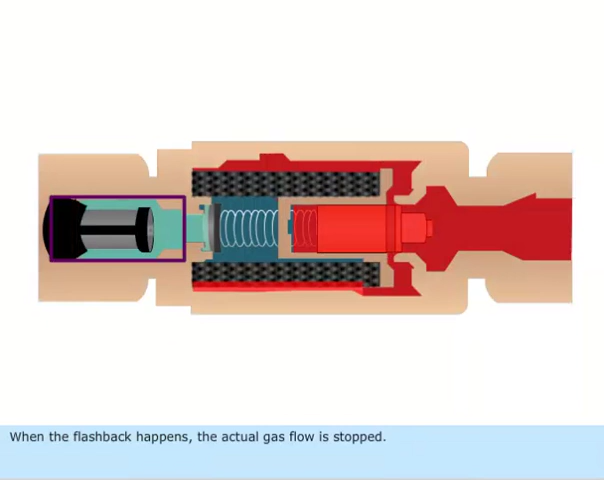 When the flashback happens, the actual gas flow is stopped.